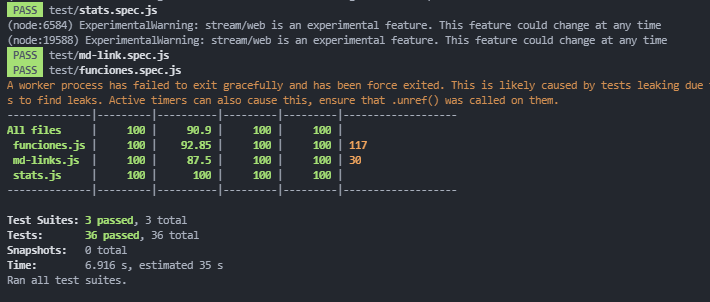 PASS test/stats.spec.js
(node:6584) ExperimentalWarning: stream/web is an experimental feature. This feature could change at any time
(node:19588) ExperimentalWarning: stream/web is an experimental feature. This feature could change at any time
PASS test/md-link.spec.js
PASS test/funciones.spec.js
A worker process has failed to exit gracefully and has been force exited. This is likely caused by tests leaking due
s to find leaks. Active timers can also cause this, ensure that .unref() was called on them.
--------------|---------|----------|---------|---------|-------------------
All files     |     100 |     90.9 |     100 |     100 |
 funciones.js |     100 |    92.85 |     100 |     100 | 117
 md-links.js  |     100 |     87.5 |     100 |     100 | 30
 stats.js     |     100 |      100 |     100 |     100 |
--------------|---------|----------|---------|---------|-------------------
Test Suites: 3 passed, 3 total
Tests:       36 passed, 36 total
Snapshots:   0 total
Time:        6.916 s, estimated 35 s
Ran all test suites.